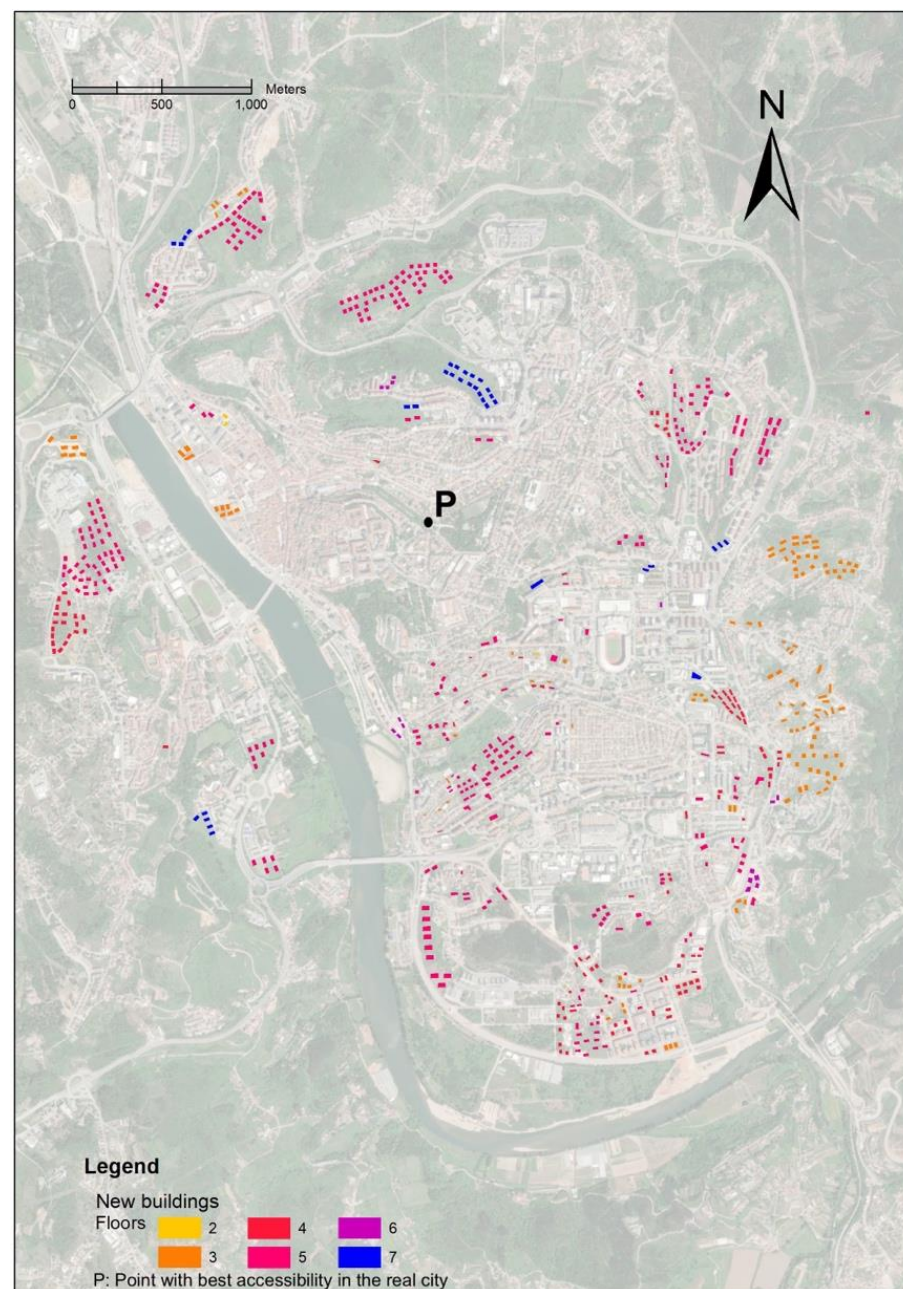 Meters
0 500 1,000
N
P
Legend
New buildings
Floors 2 4 6
3 5 7
P: Point with best accessibility in the real city